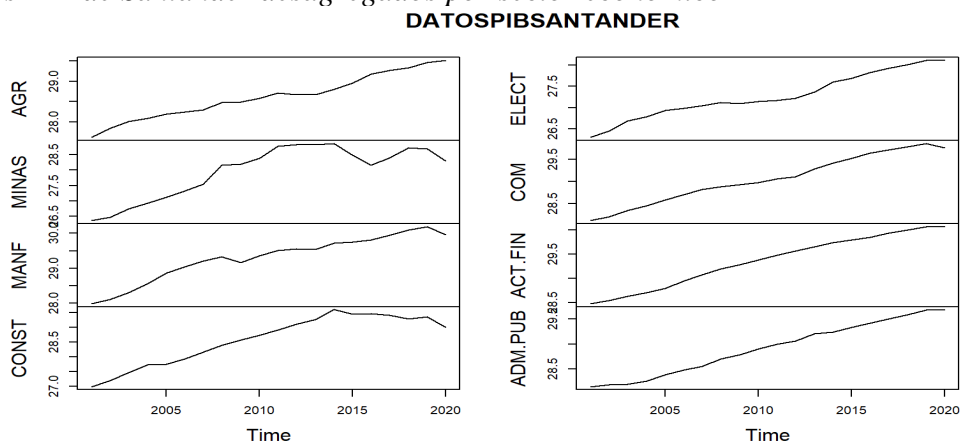 DATOSPIBSANTANDER
AGR
28.0 29.0
MINAS
26.5 27.5 28.5
MANF
28.0 29.0 30.0
CONST
27.0 28.5
2005 2010 2015 2020
Time
ELECT
26.5 27.5
COM
28.5 29.5
ACT.FIN
28.5 29.5
ADM.PUB
28.5
2005 2010 2015 2020
Time